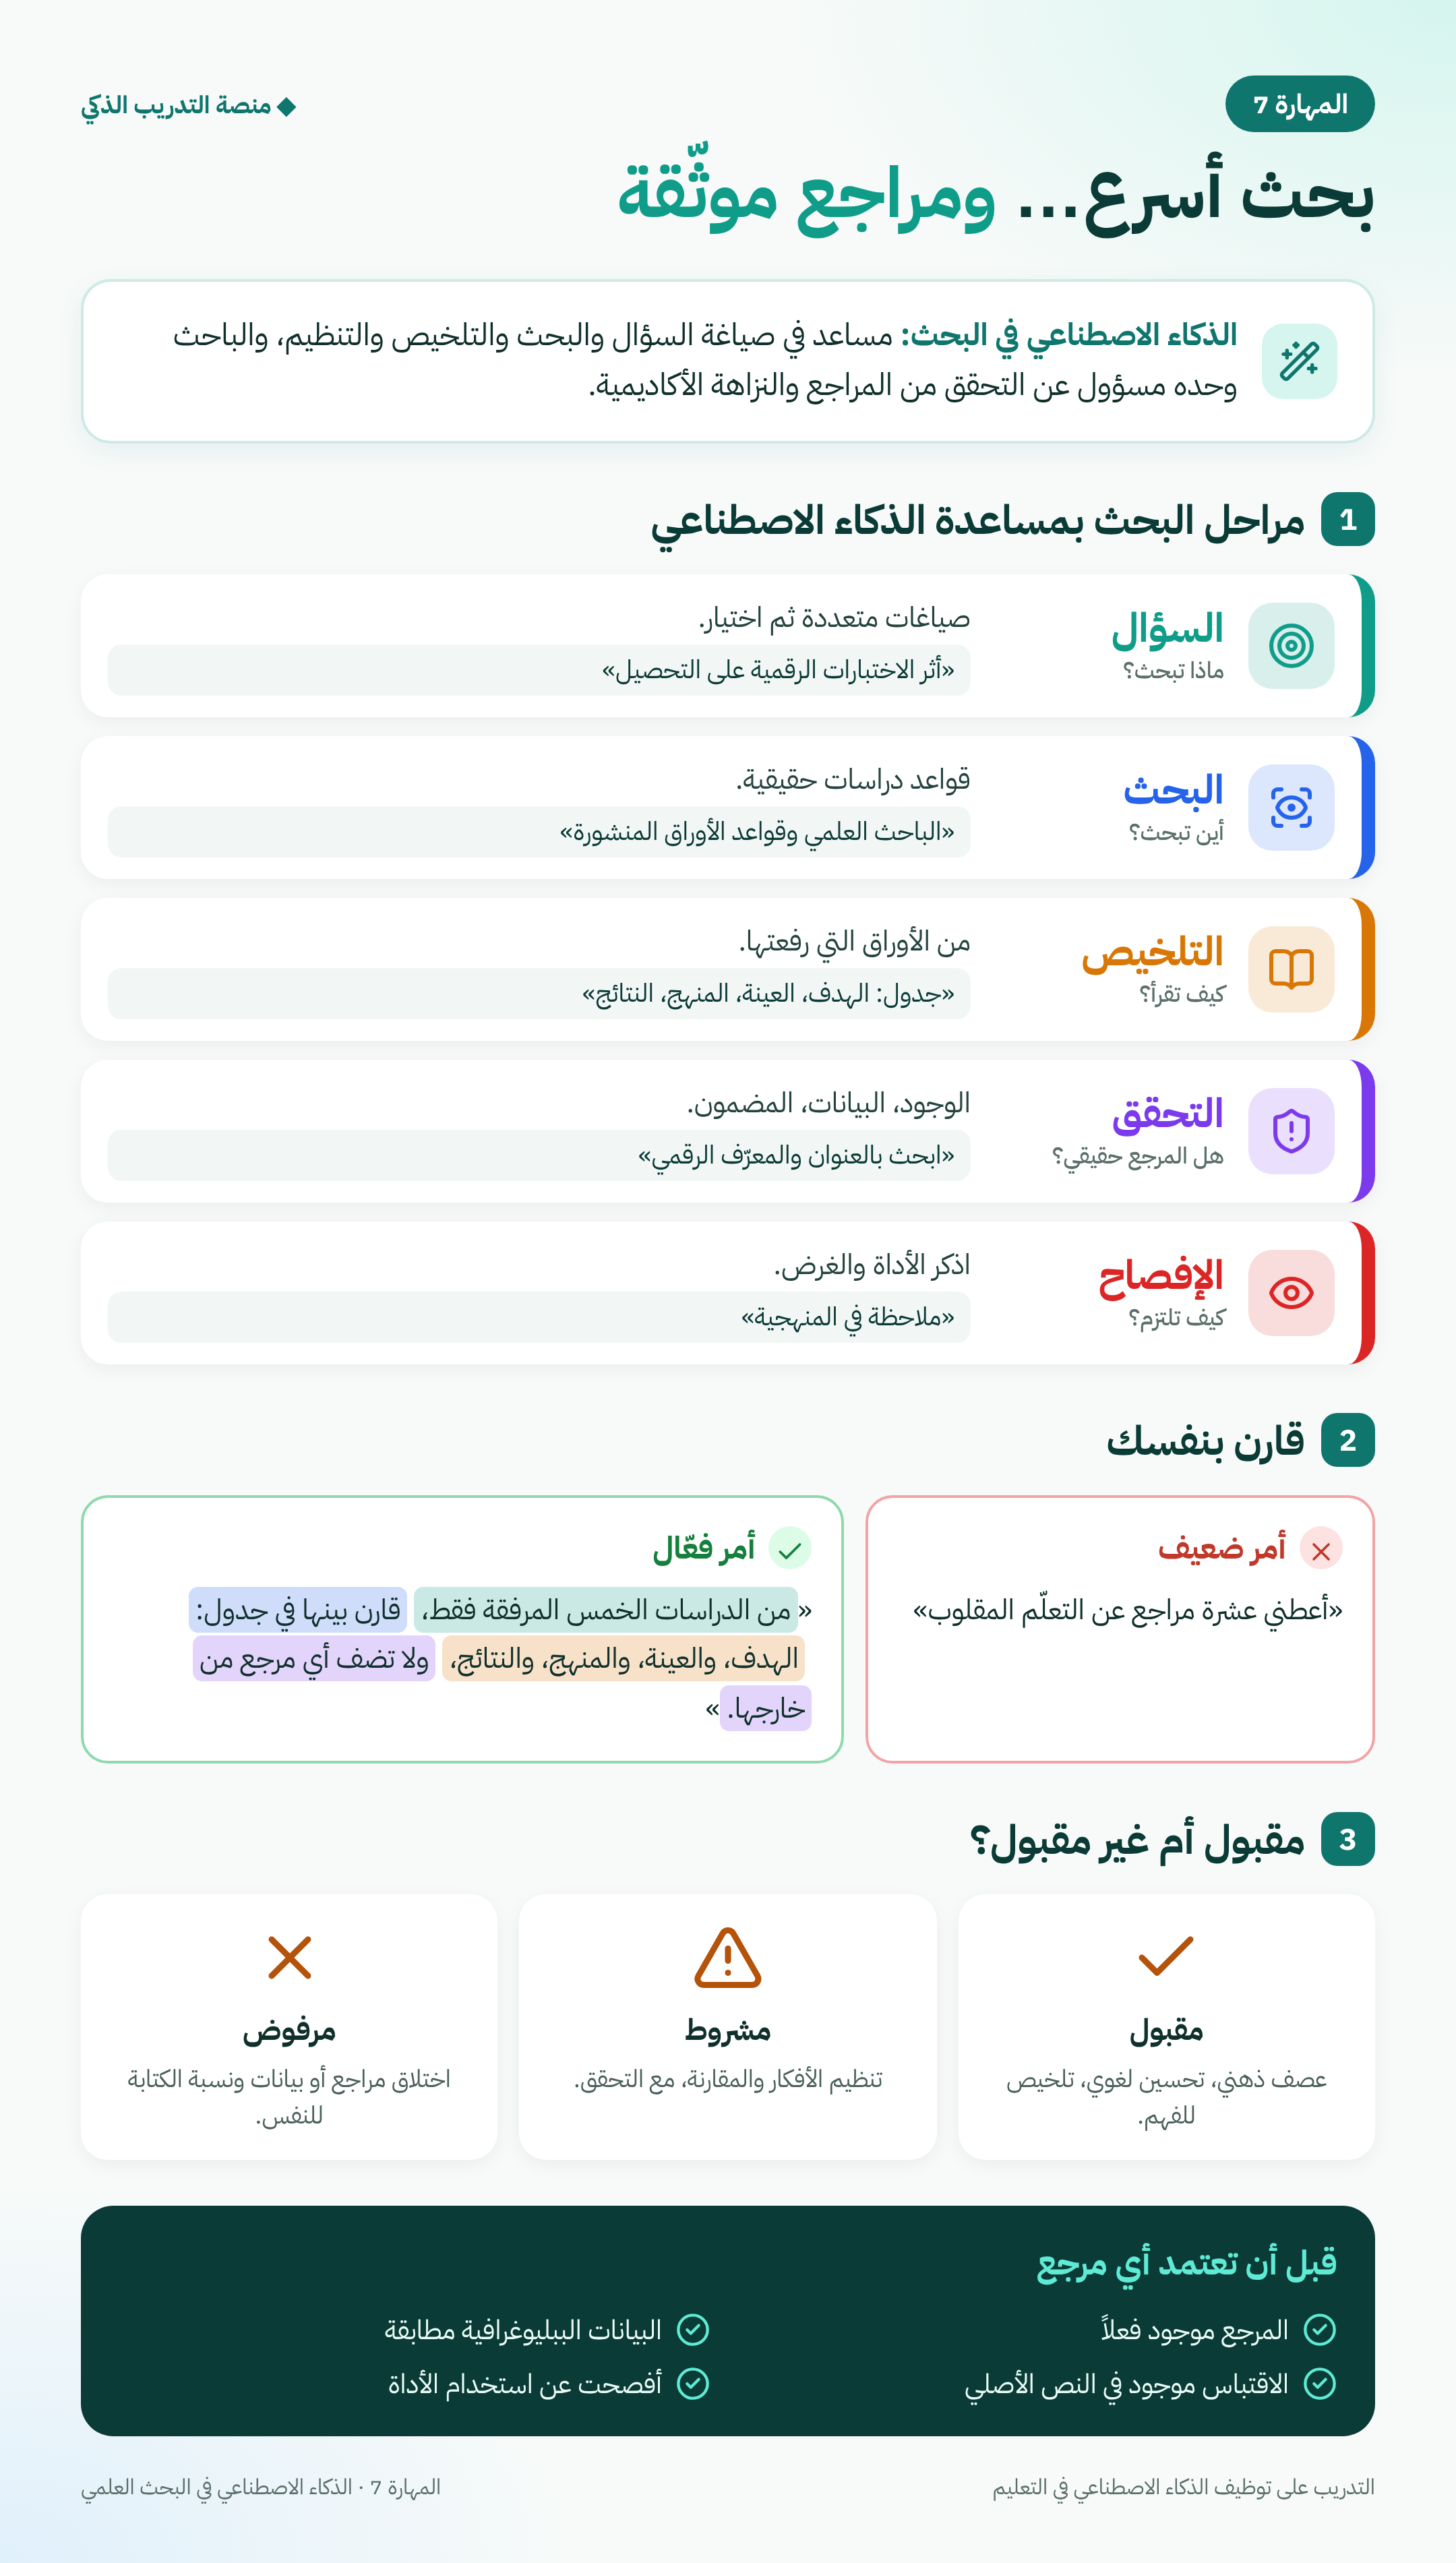 المهارة 7
منصة التدريب الذكي
بحث أسرع... ومراجع موثّقة
الذكاء الاصطناعي في البحث: مساعد في صياغة السؤال والبحث والتلخيص والتنظيم، والباحث
وحده مسؤول عن التحقق من المراجع والنزاهة الأكاديمية.
1 مراحل البحث بمساعدة الذكاء الاصطناعي
السؤال
ماذا تبحث؟
صياغات متعددة ثم اختيار.
«أثر الاختبارات الرقمية على التحصيل»
البحث
أين تبحث؟
قواعد دراسات حقيقية.
«الباحث العلمي وقواعد الأوراق المنشورة»
التلخيص
كيف تقرأ؟
من الأوراق التي رفعتها.
«جدول: الهدف، العينة، المنهج، النتائج»
التحقق
هل المرجع حقيقي؟
الوجود، البيانات، المضمون.
«ابحث بالعنوان والمعرّف الرقمي»
الإفصاح
كيف تلتزم؟
اذكر الأداة والغرض.
«ملاحظة في المنهجية»
2 قارن بنفسك
أمر ضعيف
«أعطني عشرة مراجع عن التعلّم المقلوب»
أمر فعّال
«من الدراسات الخمس المرفقة فقط، قارن بينها في جدول:
الهدف، والعينة، والمنهج، والنتائج، ولا تضف أي مرجع من
خارجها.»
3 مقبول أم غير مقبول؟
مقبول
عصف ذهني، تحسين لغوي، تلخيص
للفهم.
مشروط
تنظيم الأفكار والمقارنة، مع التحقق.
مرفوض
اختلاق مراجع أو بيانات ونسبة الكتابة
للنفس.
قبل أن تعتمد أي مرجع
المرجع موجود فعلاً
البيانات الببليوغرافية مطابقة
الاقتباس موجود في النص الأصلي
أفصحت عن استخدام الأداة
التدريب على توظيف الذكاء الاصطناعي في التعليم
المهارة 7 · الذكاء الاصطناعي في البحث العلمي